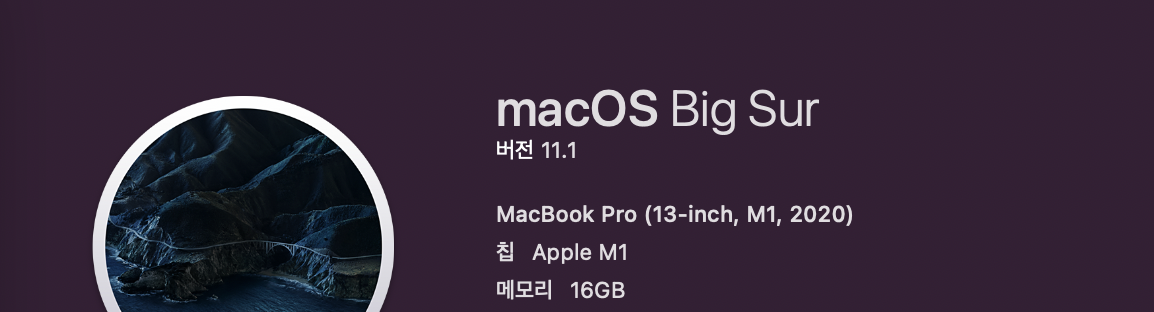 macOS Big Sur
버전 11.1
MacBook Pro (13-inch, M1, 2020)
칩 Apple M1
메모리 16GB